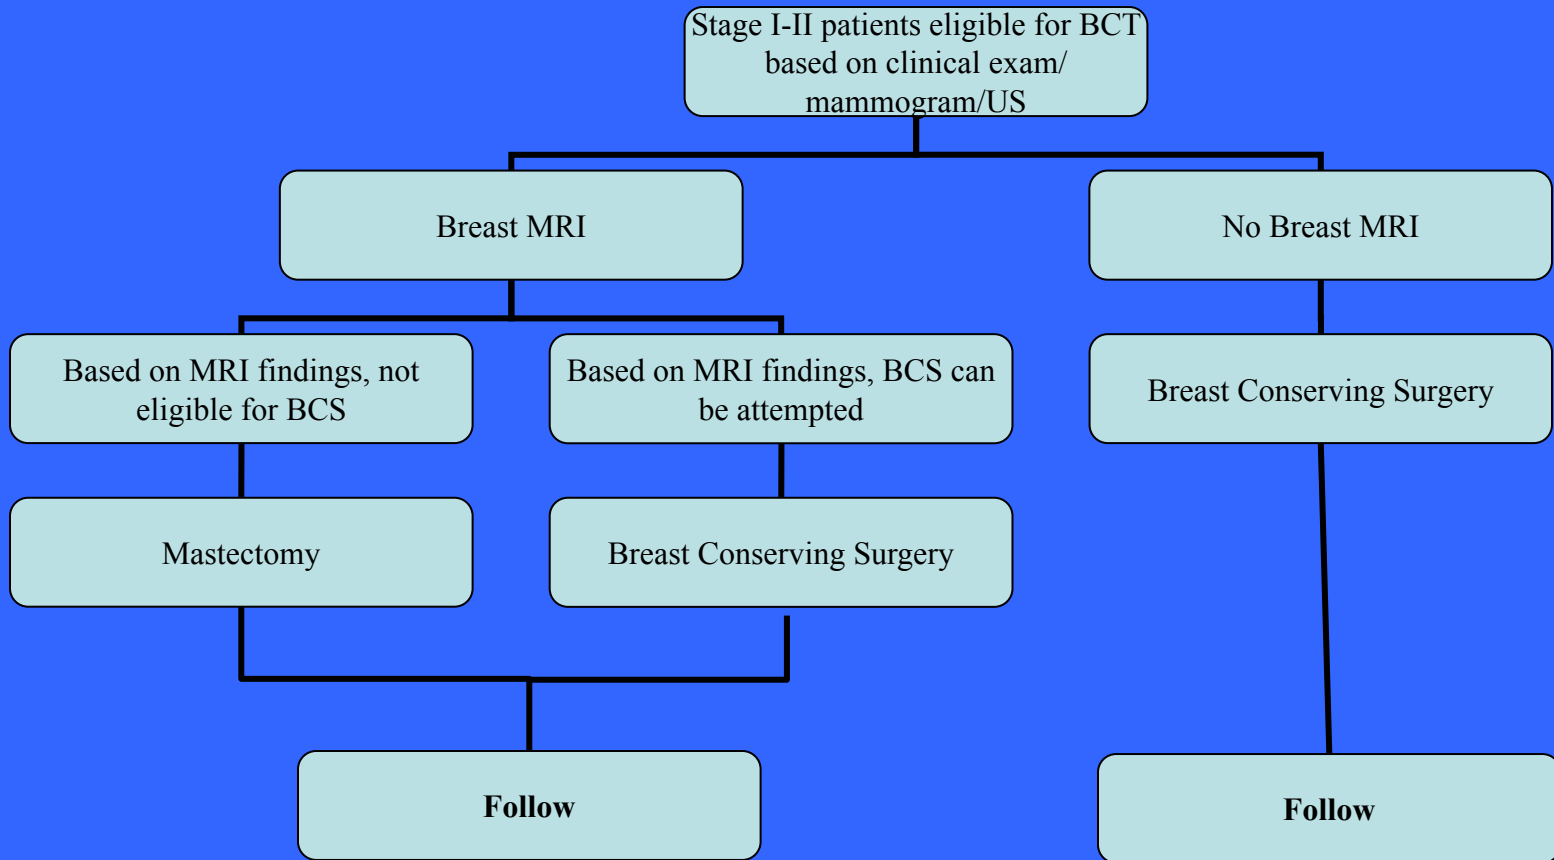 Stage I-II patients eligible for BCT
based on clinical exam/
mammogram/US
Breast MRI
No Breast MRI
Based on MRI findings, not
eligible for BCS
Based on MRI findings, BCS can
be attempted
Breast Conserving Surgery
Mastectomy
Breast Conserving Surgery
Follow
Follow